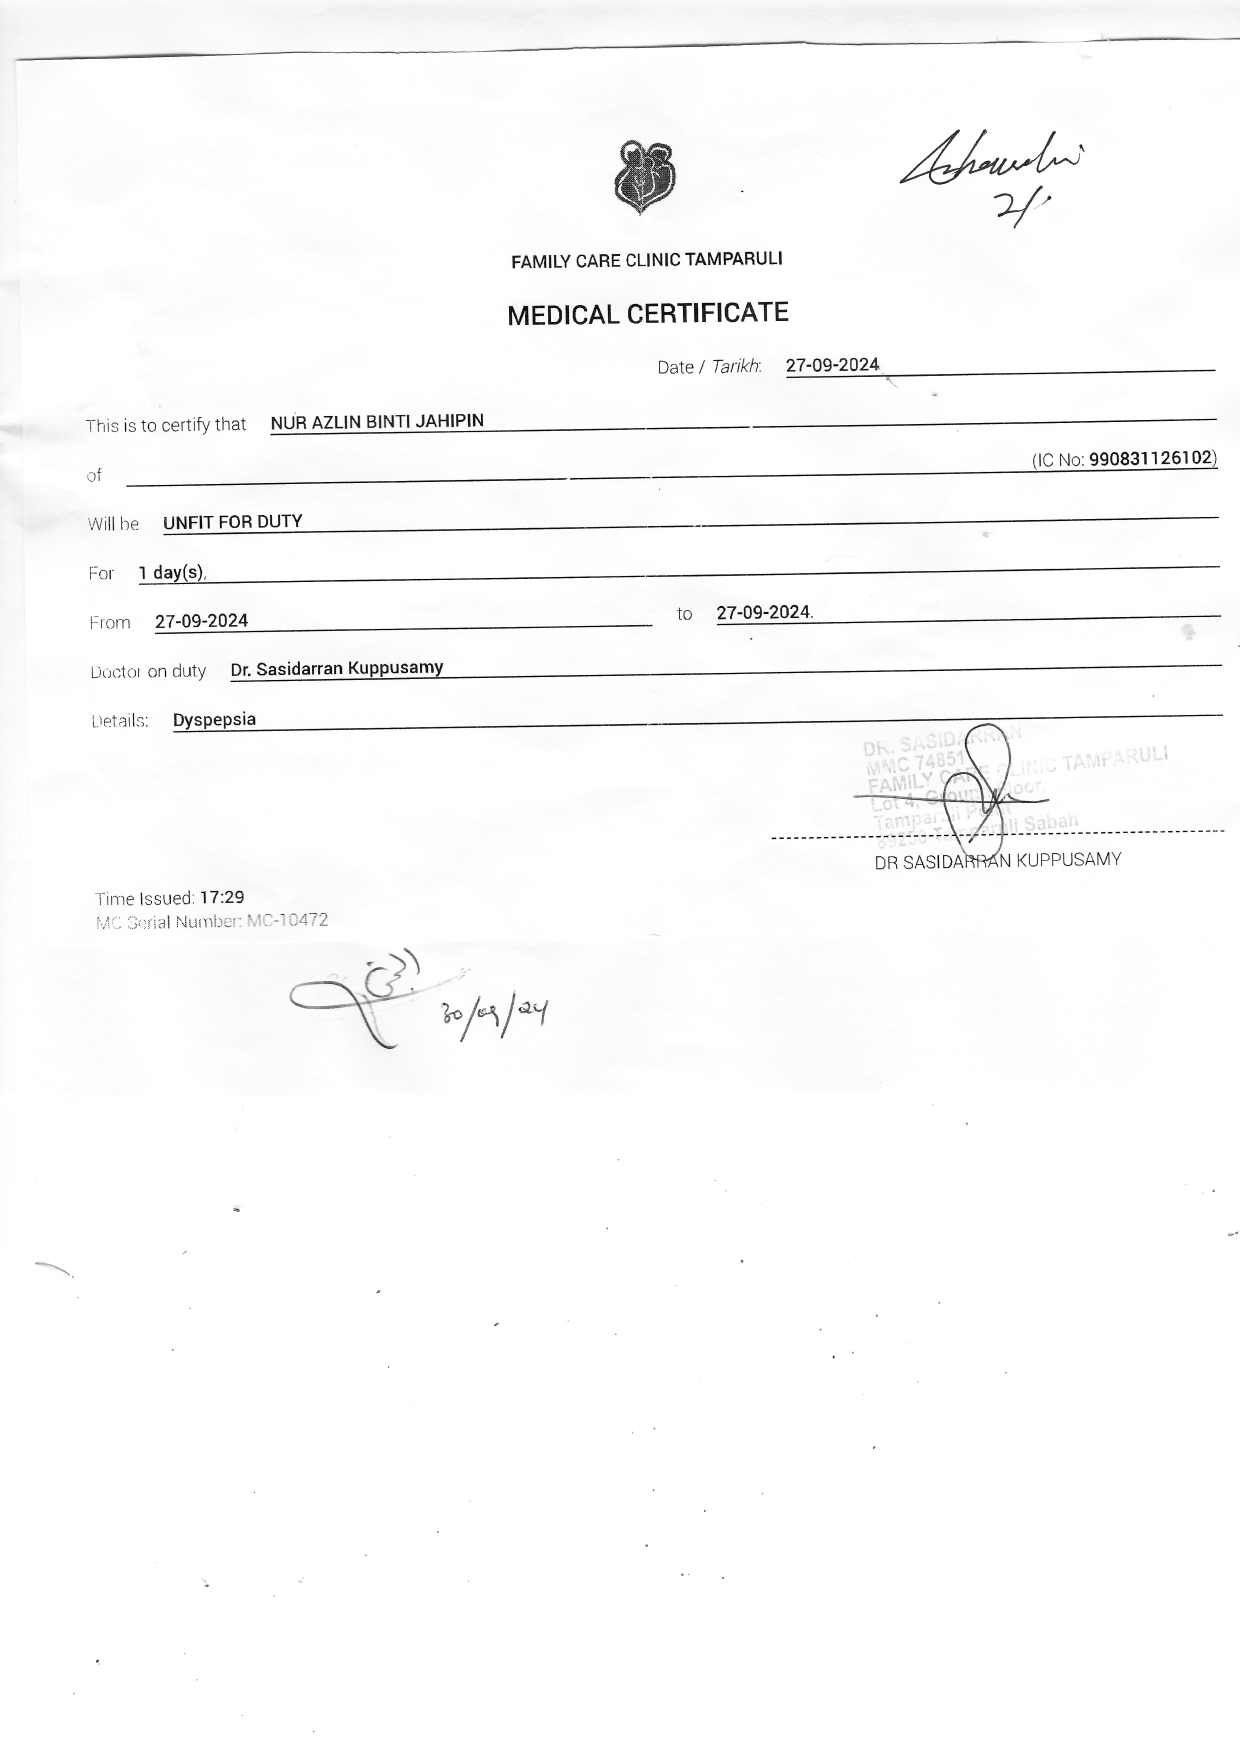 FAMILY CARE CLINIC TAMPARULI
MEDICAL CERTIFICATE
Date / Tarikh: 27-09-2024
This is to certify that NUR AZLIN BINTI JAHIPIN
of (IC No: 990831126102)
Will be UNFIT FOR DUTY
For 1 day(s),
From 27-09-2024 to 27-09-2024.
Doctor on duty Dr. Sasidarran Kuppusamy
Details: Dyspepsia
DR. SASIDARRAN
MMC 74851
FAMILY CARE CLINIC TAMPARULI
Lot 4, Ground Floor,
Tamparuli
89250 Tamparuli Sabah
DR SASIDARRAN KUPPUSAMY
Time Issued: 17:29
MC Serial Number: MC-10472
30/09/24